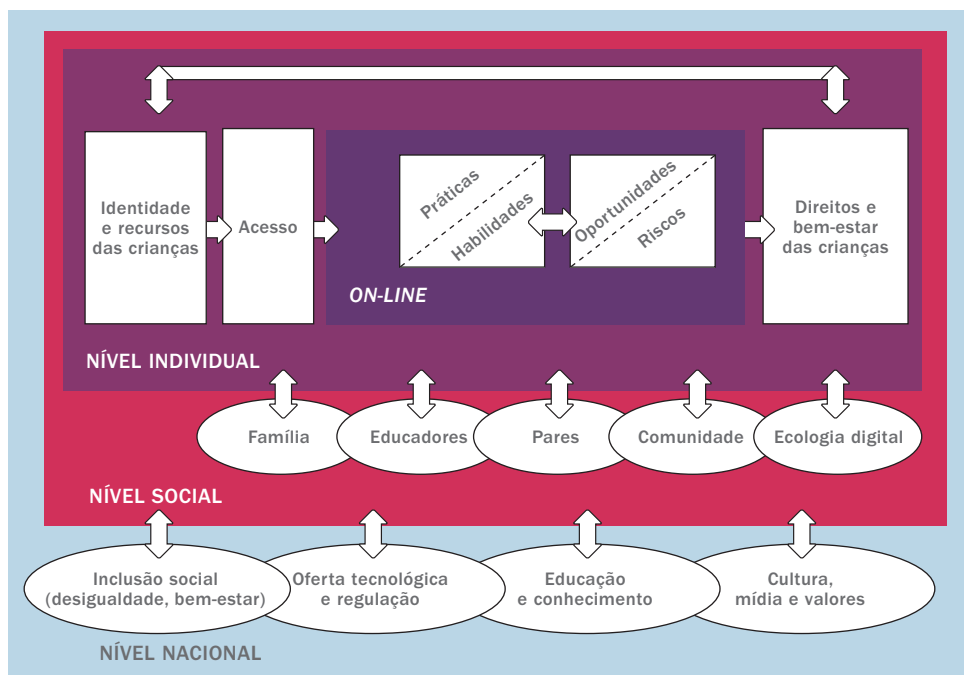 Identidade
e recursos
das crianças
Acesso
Práticas
Habilidades
Oportunidades
Riscos
ON-LINE
Direitos e
bem-estar
das crianças
NÍVEL INDIVIDUAL
Família
Educadores
Pares
Comunidade
Ecologia digital
NÍVEL SOCIAL
Inclusão social
(desigualdade, bem-estar)
Oferta tecnológica
e regulação
Educação
e conhecimento
Cultura,
mídia e valores
NÍVEL NACIONAL